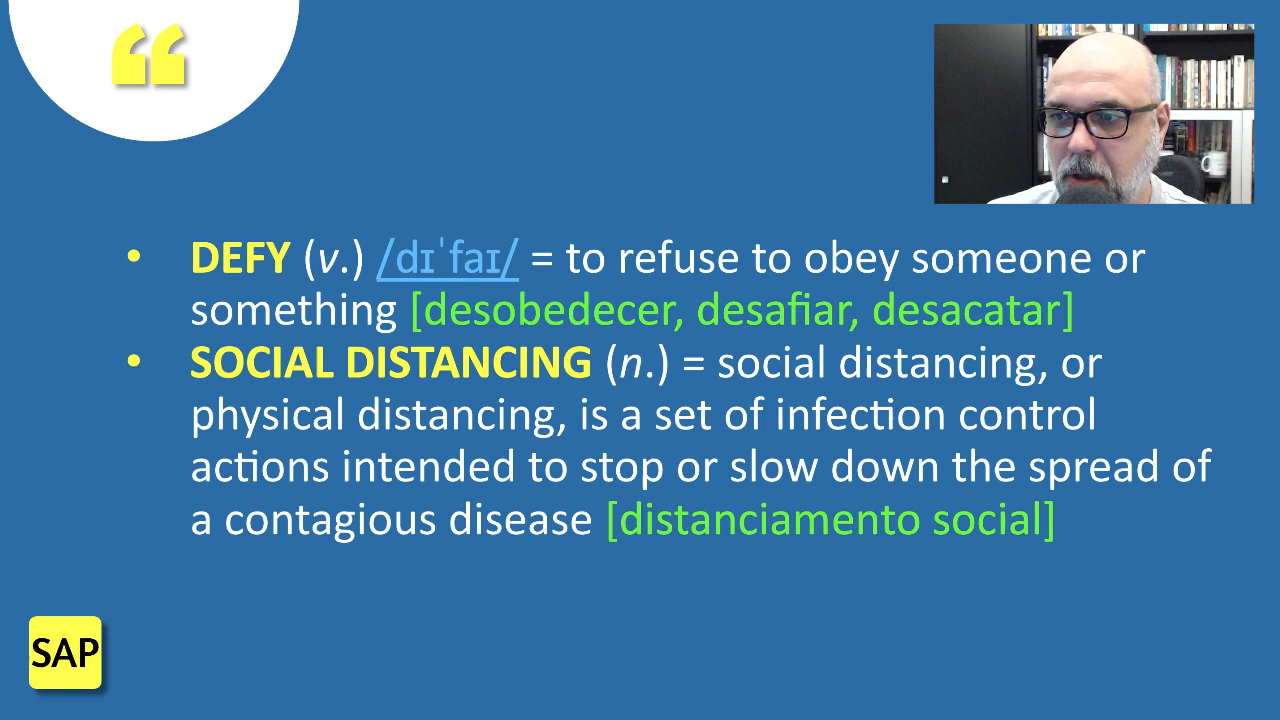 “
• DEFY (v.) /dɪˈfaɪ/ = to refuse to obey someone or
something [desobedecer, desafiar, desacatar]
• SOCIAL DISTANCING (n.) = social distancing, or
physical distancing, is a set of infection control
actions intended to stop or slow down the spread of
a contagious disease [distanciamento social]
SAP